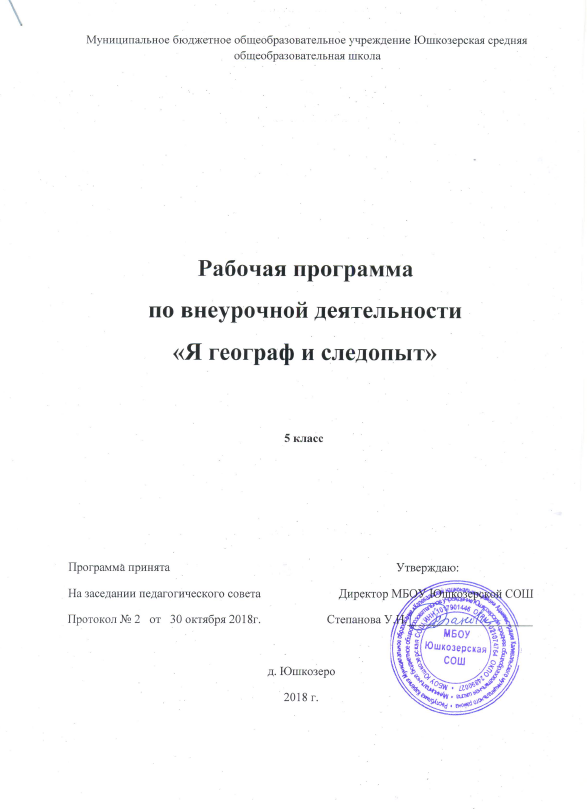 Муниципальное бюджетное общеобразовательное учреждение Юшкозерская средняя
общеобразовательная школа
Рабочая программа
по внеурочной деятельности
«Я географ и следопыт»
5 класс
Программа принята Утверждаю:
На заседании педагогического совета Директор МБОУ Юшкозерской СОШ
Протокол № 2 от 30 октября 2018г. Степанова У.И.
МБОУ
Юшкозерская
СОШ
д. Юшкозеро
2018 г.